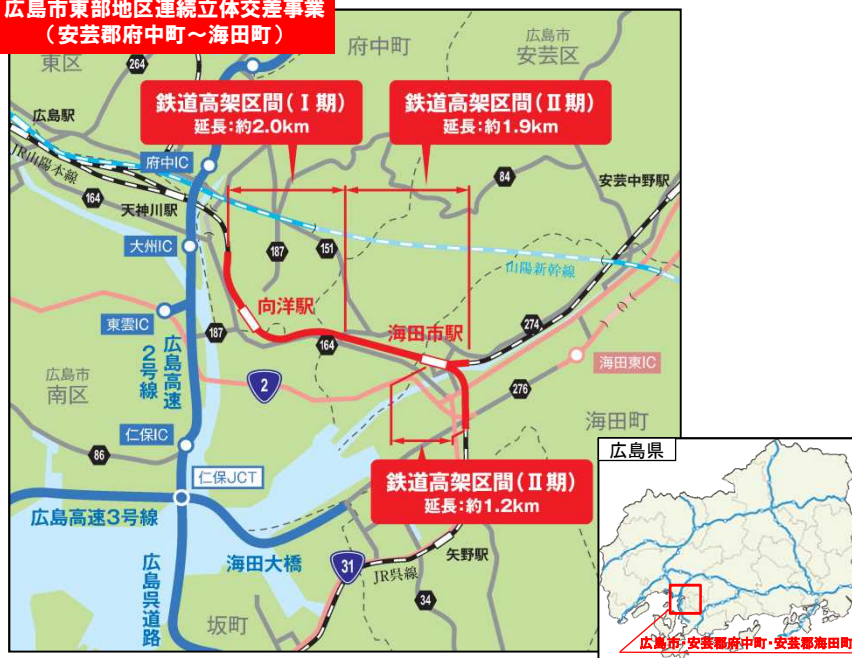 広島市東部地区連続立体交差事業
（安芸郡府中町～海田町）
東区
264
府中町
広島市
安芸区
鉄道高架区間（Ⅰ期）
延長：約2.0km
鉄道高架区間（Ⅱ期）
延長：約1.9km
広島駅
JR山陽本線
府中IC
164
天神川駅
84
安芸中野駅
大州IC
187
151
山陽新幹線
向洋駅
東雲IC
187
164
海田市駅
274
広島高速
2号線
海田東IC
広島市
南区
2
276
海田町
仁保IC
86
仁保JCT
鉄道高架区間（Ⅱ期）
延長：約1.2km
広島高速3号線
海田大橋
矢野駅
31
JR呉線
広島呉道路
34
坂町
広島県
広島市・安芸郡府中町・安芸郡海田町